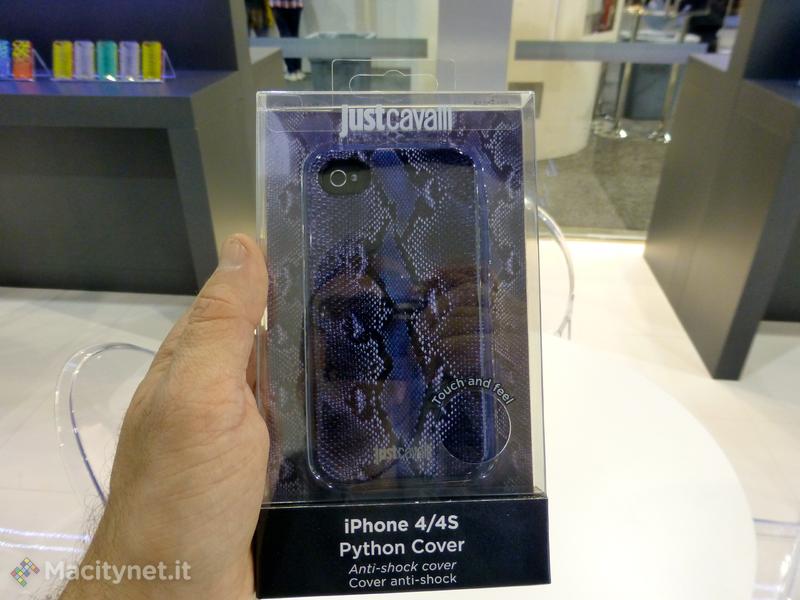 justcavalli
Touch and feel
justcavalli
iPhone 4/4S
Python Cover
Anti-shock cover
Cover anti-shock
Macitynet.it